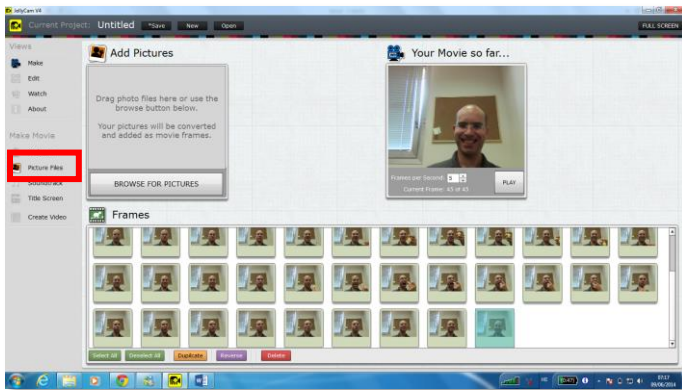 JellyCam V4
Current Project: Untitled *Save New Open FULL SCREEN
Views
Make
Edit
Watch
About
Make Movie
Picture Files
Soundtrack
Title Screen
Create Video
Add Pictures
Drag photo files here or use the
browse button below.
Your pictures will be converted
and added as movie frames.
BROWSE FOR PICTURES
Your Movie so far...
Frames per Second: 5
Current Frame: 45 of 45
PLAY
Frames
Select All Deselect All Duplicate Reverse Delete
07:17
09/06/2014